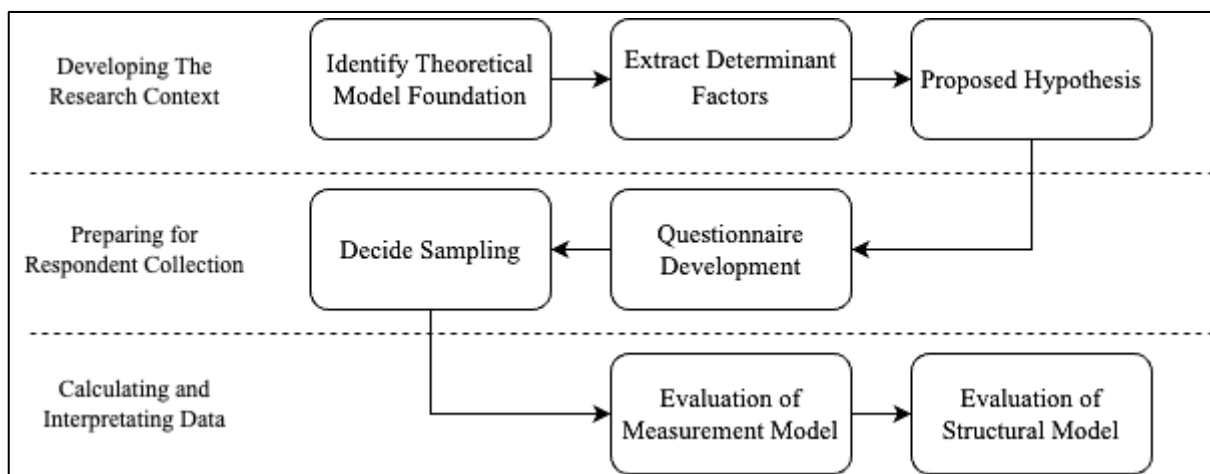 Developing The
Research Context
Identify Theoretical
Model Foundation
Extract Determinant
Factors
Proposed Hypothesis
Preparing for
Respondent Collection
Decide Sampling
Questionnaire
Development
Calculating and
Interpretating Data
Evaluation of
Measurement Model
Evaluation of
Structural Model